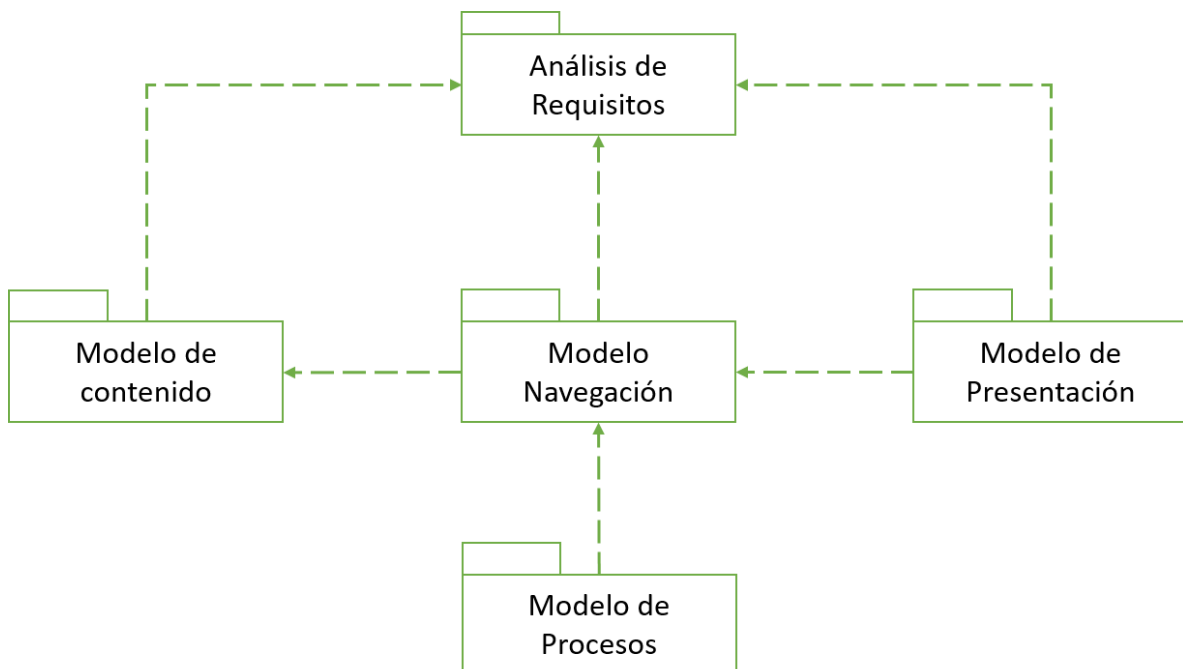 Análisis de
Requisitos
Modelo de
contenido
Modelo
Navegación
Modelo de
Presentación
Modelo de
Procesos